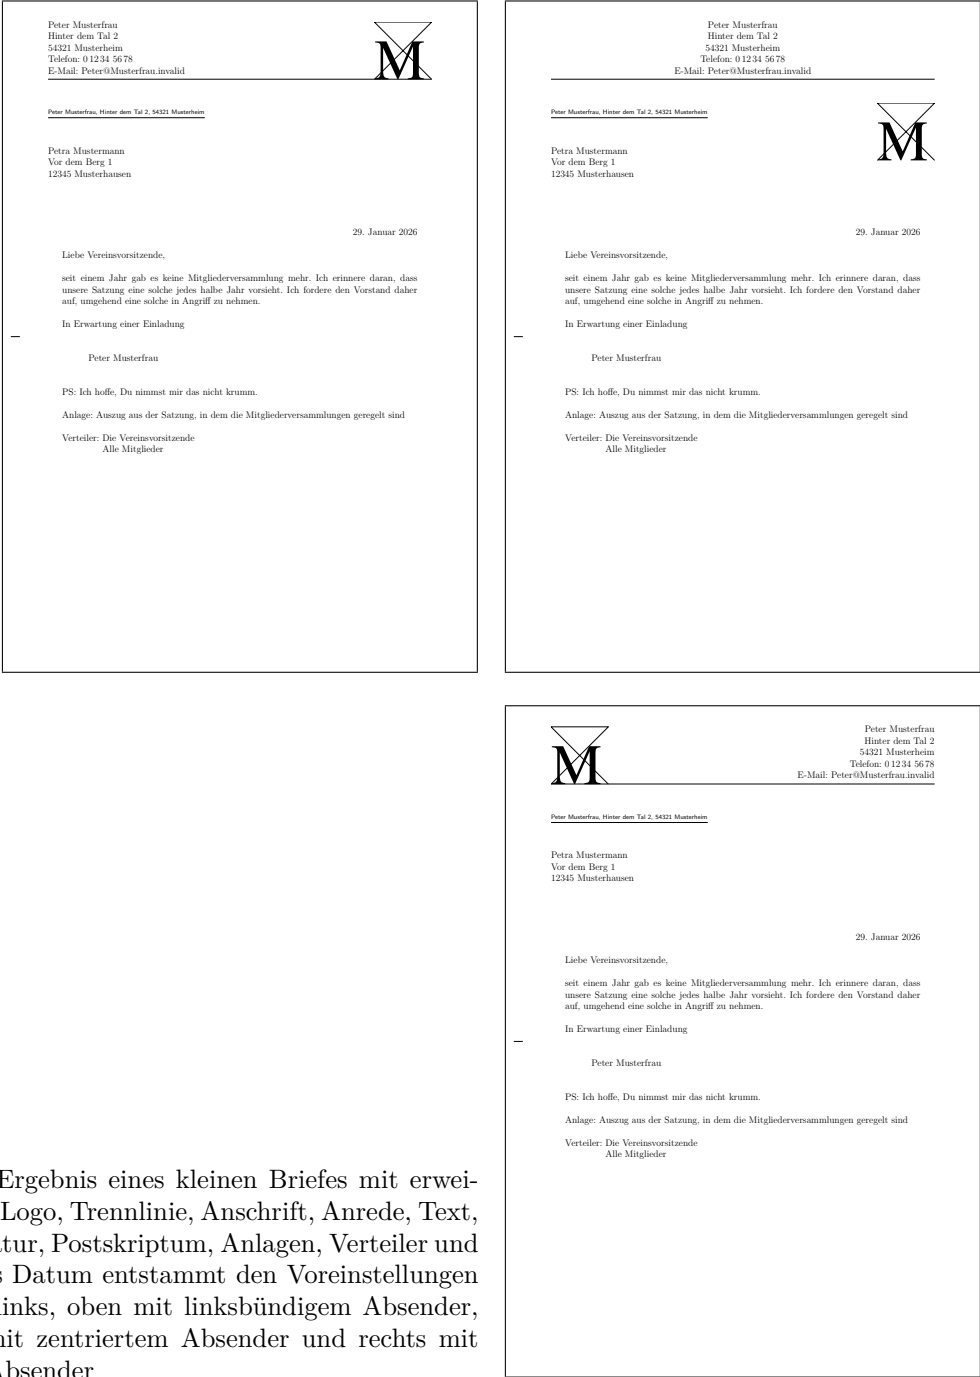 Peter Musterfrau
Hinter dem Tal 2
54321 Musterheim
Telefon: 0 12 34 56 78
E-Mail: Peter@Musterfrau.invalid
M
Peter Musterfrau, Hinter dem Tal 2, 54321 Musterheim
Petra Mustermann
Vor dem Berg 1
12345 Musterhausen
29. Januar 2026
Liebe Vereinsvorsitzende,
seit einem Jahr gab es keine Mitgliederversammlung mehr. Ich erinnere daran, dass
unsere Satzung eine solche jedes halbe Jahr vorsieht. Ich fordere den Vorstand daher
auf, umgehend eine solche in Angriff zu nehmen.
In Erwartung einer Einladung
Peter Musterfrau
PS: Ich hoffe, Du nimmst mir das nicht krumm.
Anlage: Auszug aus der Satzung, in dem die Mitgliederversammlungen geregelt sind
Verteiler: Die Vereinsvorsitzende
Alle Mitglieder
Peter Musterfrau
Hinter dem Tal 2
54321 Musterheim
Telefon: 0 12 34 56 78
E-Mail: Peter@Musterfrau.invalid
Peter Musterfrau, Hinter dem Tal 2, 54321 Musterheim
M
Petra Mustermann
Vor dem Berg 1
12345 Musterhausen
29. Januar 2026
Liebe Vereinsvorsitzende,
seit einem Jahr gab es keine Mitgliederversammlung mehr. Ich erinnere daran, dass
unsere Satzung eine solche jedes halbe Jahr vorsieht. Ich fordere den Vorstand daher
auf, umgehend eine solche in Angriff zu nehmen.
In Erwartung einer Einladung
Peter Musterfrau
PS: Ich hoffe, Du nimmst mir das nicht krumm.
Anlage: Auszug aus der Satzung, in dem die Mitgliederversammlungen geregelt sind
Verteiler: Die Vereinsvorsitzende
Alle Mitglieder
Ergebnis eines kleinen Briefes mit erwei-
Logo, Trennlinie, Anschrift, Anrede, Text,
tur, Postskriptum, Anlagen, Verteiler und
s Datum entstammt den Voreinstellungen
links, oben mit linksbündigem Absender,
mit zentriertem Absender und rechts mit
Absender
M
Peter Musterfrau
Hinter dem Tal 2
54321 Musterheim
Telefon: 0 12 34 56 78
E-Mail: Peter@Musterfrau.invalid
Peter Musterfrau, Hinter dem Tal 2, 54321 Musterheim
Petra Mustermann
Vor dem Berg 1
12345 Musterhausen
29. Januar 2026
Liebe Vereinsvorsitzende,
seit einem Jahr gab es keine Mitgliederversammlung mehr. Ich erinnere daran, dass
unsere Satzung eine solche jedes halbe Jahr vorsieht. Ich fordere den Vorstand daher
auf, umgehend eine solche in Angriff zu nehmen.
In Erwartung einer Einladung
Peter Musterfrau
PS: Ich hoffe, Du nimmst mir das nicht krumm.
Anlage: Auszug aus der Satzung, in dem die Mitgliederversammlungen geregelt sind
Verteiler: Die Vereinsvorsitzende
Alle Mitglieder